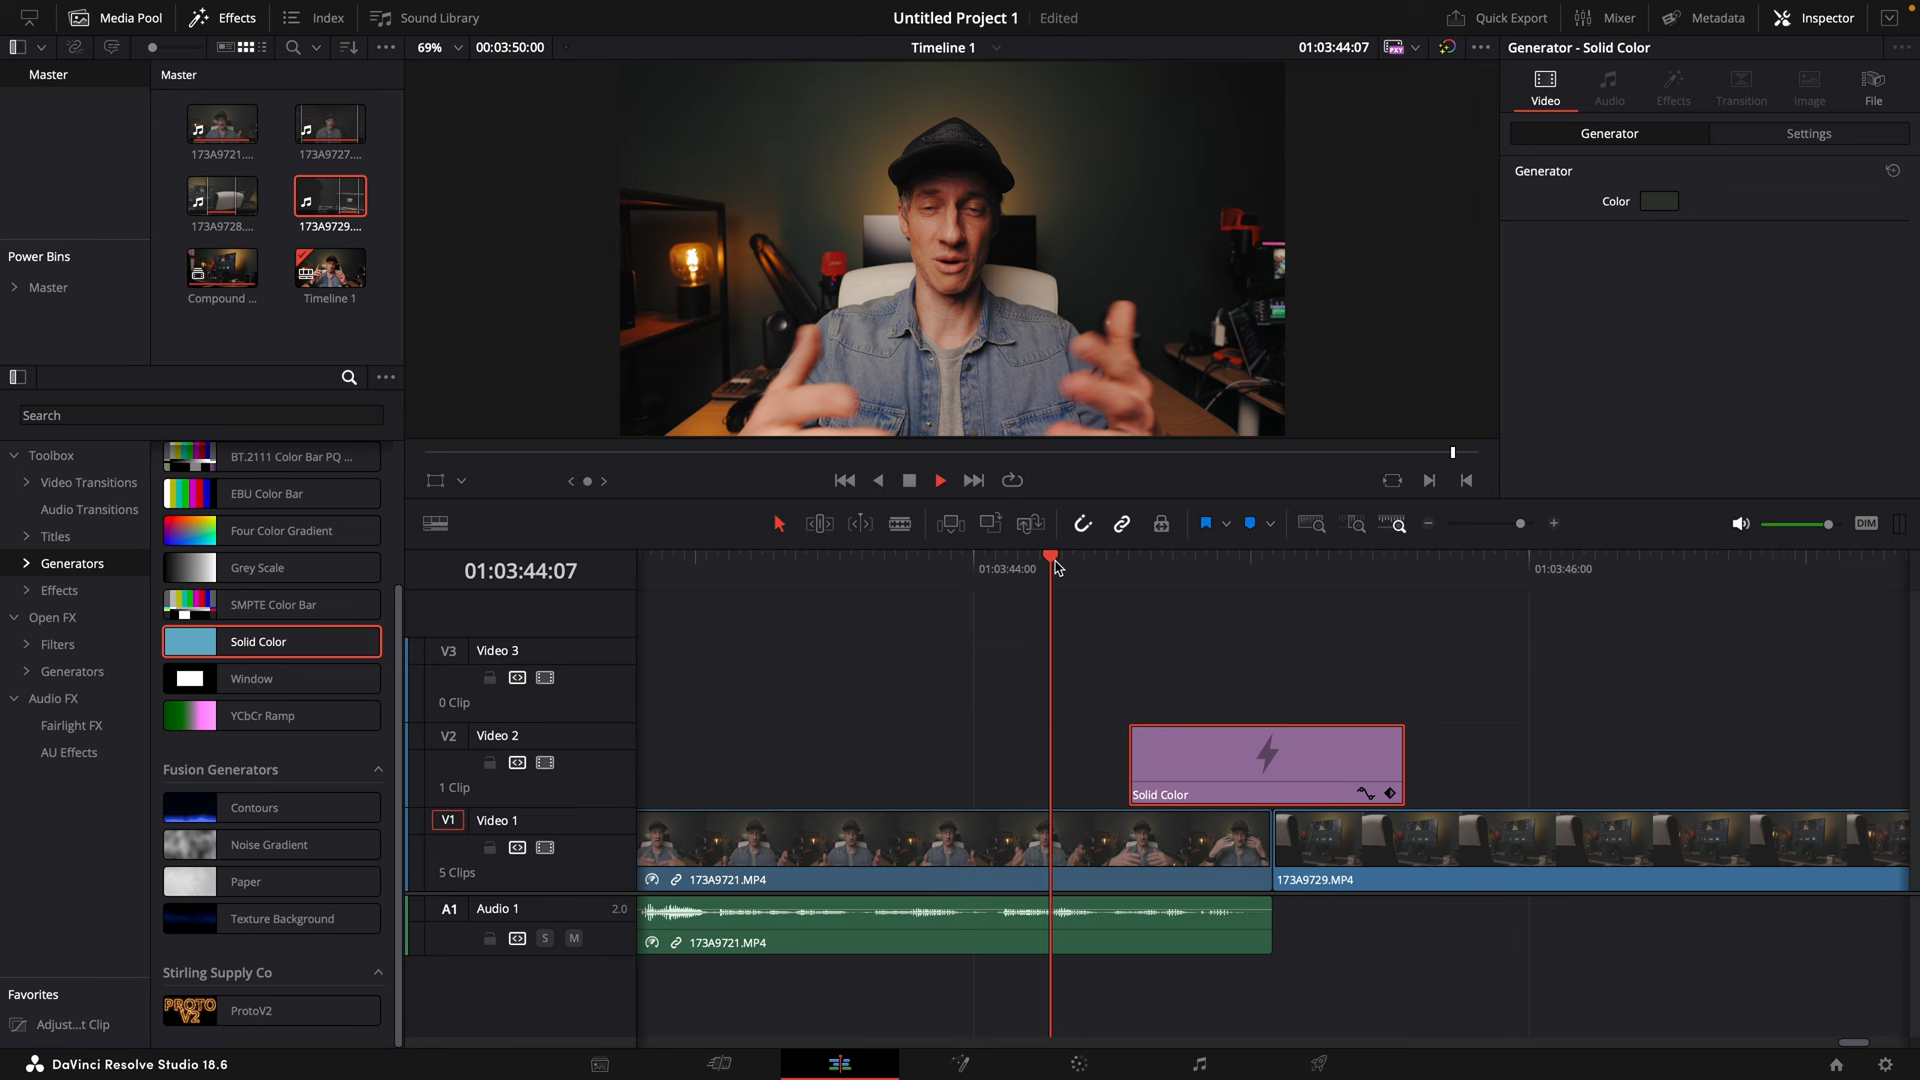 Media Pool
Effects
Index
Sound Library
Untitled Project 1
Edited
Quick Export
Mixer
Metadata
Inspector
69%
00:03:50:00
Timeline 1
01:03:44:07
PXY
Generator - Solid Color
Master
Master
Video
Audio
Effects
Transition
Image
File
Generator
Settings
Generator
Color
173A9721....
173A9727....
173A9728....
173A9729....
Compound ...
Timeline 1
Power Bins
Master
Search
Toolbox
Video Transitions
Audio Transitions
Titles
Generators
Effects
Open FX
Filters
Generators
Audio FX
Fairlight FX
AU Effects
Favorites
Adjust...t Clip
BT.2111 Color Bar PQ ...
EBU Color Bar
Four Color Gradient
Grey Scale
SMPTE Color Bar
Solid Color
Window
YCbCr Ramp
Fusion Generators
Contours
Noise Gradient
Paper
Texture Background
Stirling Supply Co
PROTO V2
ProtoV2
DIM
01:03:44:07
01:03:44:00
01:03:46:00
V3 Video 3
0 Clip
V2 Video 2
1 Clip
Solid Color
V1 Video 1
5 Clips
173A9721.MP4
173A9729.MP4
A1 Audio 1 2.0
S M
173A9721.MP4
DaVinci Resolve Studio 18.6